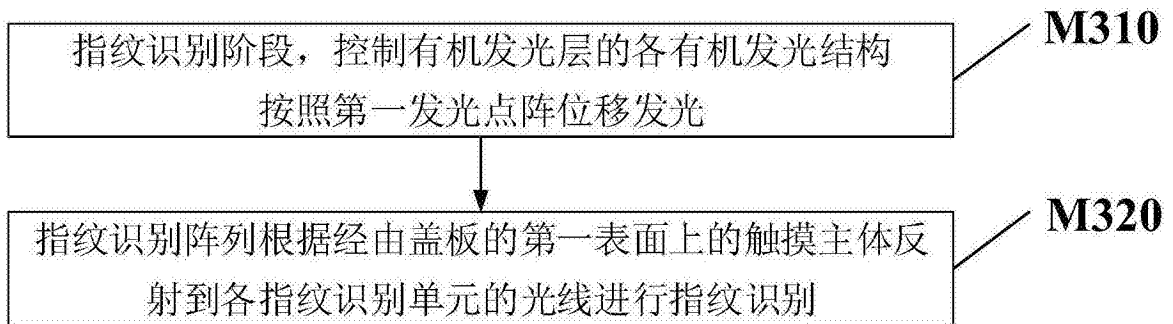 指纹识别阶段，控制有机发光层的各有机发光结构
按照第一发光点阵位移发光
M310
指纹识别阵列根据经由盖板的第一表面上的触摸主体反
射到各指纹识别单元的光线进行指纹识别
M320